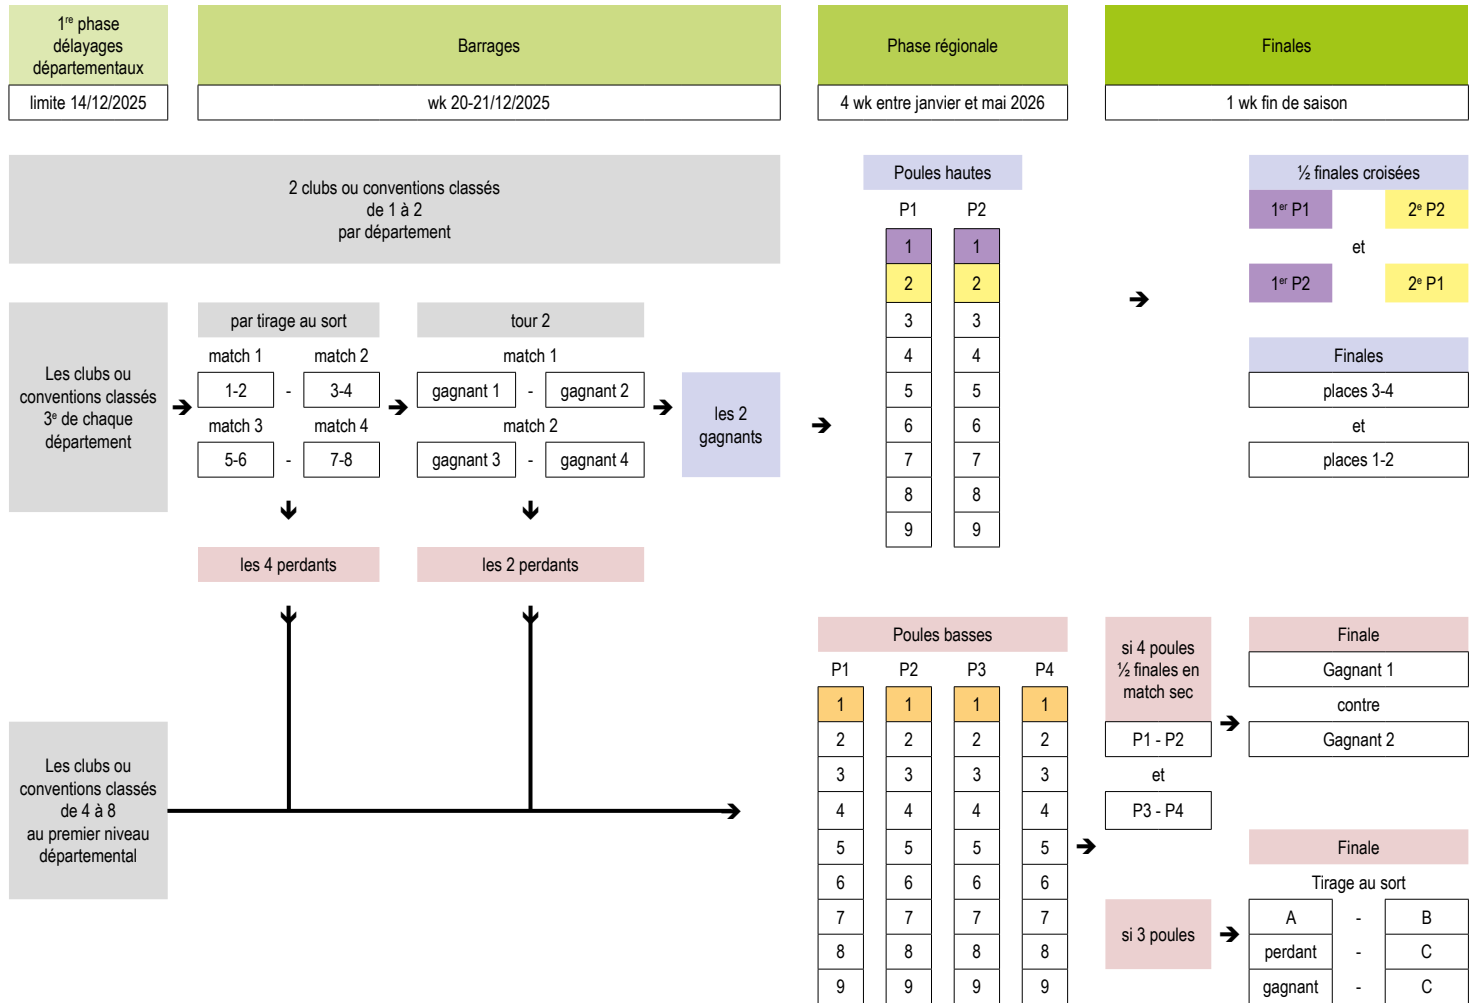 1re phase
délayages
départementaux
limite 14/12/2025
Barrages
wk 20-21/12/2025
Phase régionale
4 wk entre janvier et mai 2026
Finales
1 wk fin de saison
2 clubs ou conventions classés
de 1 à 2
par département
Les clubs ou
conventions classés
3e de chaque
département
par tirage au sort
match 1 match 2
1-2 - 3-4
match 3 match 4
5-6 - 7-8
les 4 perdants
tour 2
match 1
gagnant 1 - gagnant 2
match 2
gagnant 3 - gagnant 4
les 2 perdants
les 2
gagnants
Poules hautes
P1 P2
1 1
2 2
3 3
4 4
5 5
6 6
7 7
8 8
9 9
½ finales croisées
1er P1 2e P2
et
1er P2 2e P1
Finales
places 3-4
et
places 1-2
Les clubs ou
conventions classés
de 4 à 8
au premier niveau
départemental
Poules basses
P1 P2 P3 P4
1 1 1 1
2 2 2 2
3 3 3 3
4 4 4 4
5 5 5 5
6 6 6 6
7 7 7 7
8 8 8 8
9 9 9 9
si 4 poules
½ finales en
match sec
P1 - P2
et
P3 - P4
Finale
Gagnant 1
contre
Gagnant 2
si 3 poules
Finale
Tirage au sort
A - B
perdant - C
gagnant - C